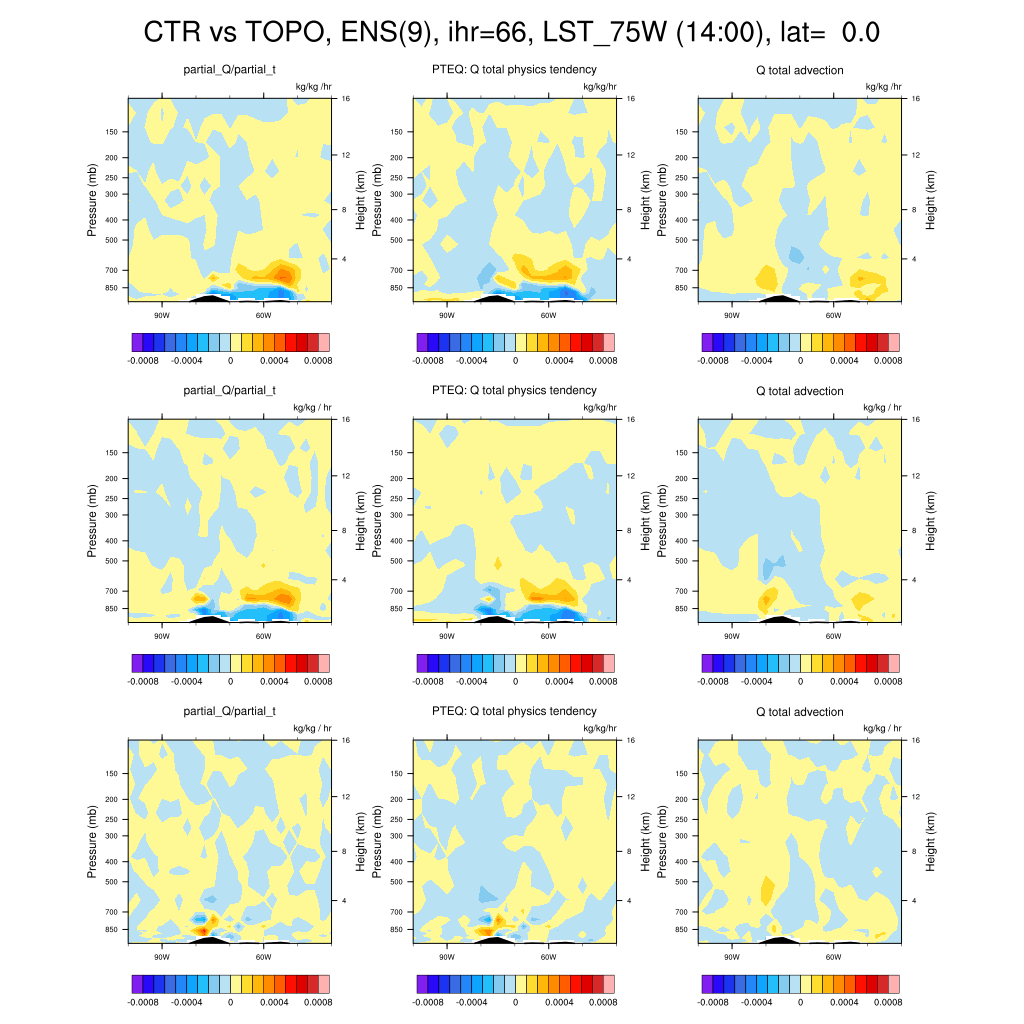 CTR vs TOPO, ENS(9), ihr=66, LST_75W (14:00), lat=  0.0
partial_Q/partial_t
kg/kg /hr
Pressure (mb)
150
200
250
300
400
500
700
850
16
12
8
4
Height (km)
90W
60W
-0.0008
-0.0004
0
0.0004
0.0008
PTEQ: Q total physics tendency
kg/kg/hr
Pressure (mb)
150
200
250
300
400
500
700
850
16
12
8
4
Height (km)
90W
60W
-0.0008
-0.0004
0
0.0004
0.0008
Q total advection
kg/kg /hr
Pressure (mb)
150
200
250
300
400
500
700
850
16
12
8
4
Height (km)
90W
60W
-0.0008
-0.0004
0
0.0004
0.0008
partial_Q/partial_t
kg/kg / hr
Pressure (mb)
150
200
250
300
400
500
700
850
16
12
8
4
Height (km)
90W
60W
-0.0008
-0.0004
0
0.0004
0.0008
PTEQ: Q total physics tendency
kg/kg/hr
Pressure (mb)
150
200
250
300
400
500
700
850
16
12
8
4
Height (km)
90W
60W
-0.0008
-0.0004
0
0.0004
0.0008
Q total advection
kg/kg / hr
Pressure (mb)
150
200
250
300
400
500
700
850
16
12
8
4
Height (km)
90W
60W
-0.0008
-0.0004
0
0.0004
0.0008
partial_Q/partial_t
kg/kg / hr
Pressure (mb)
150
200
250
300
400
500
700
850
16
12
8
4
Height (km)
90W
60W
-0.0008
-0.0004
0
0.0004
0.0008
PTEQ: Q total physics tendency
kg/kg/hr
Pressure (mb)
150
200
250
300
400
500
700
850
16
12
8
4
Height (km)
90W
60W
-0.0008
-0.0004
0
0.0004
0.0008
Q total advection
kg/kg / hr
Pressure (mb)
150
200
250
300
400
500
700
850
16
12
8
4
Height (km)
90W
60W
-0.0008
-0.0004
0
0.0004
0.0008